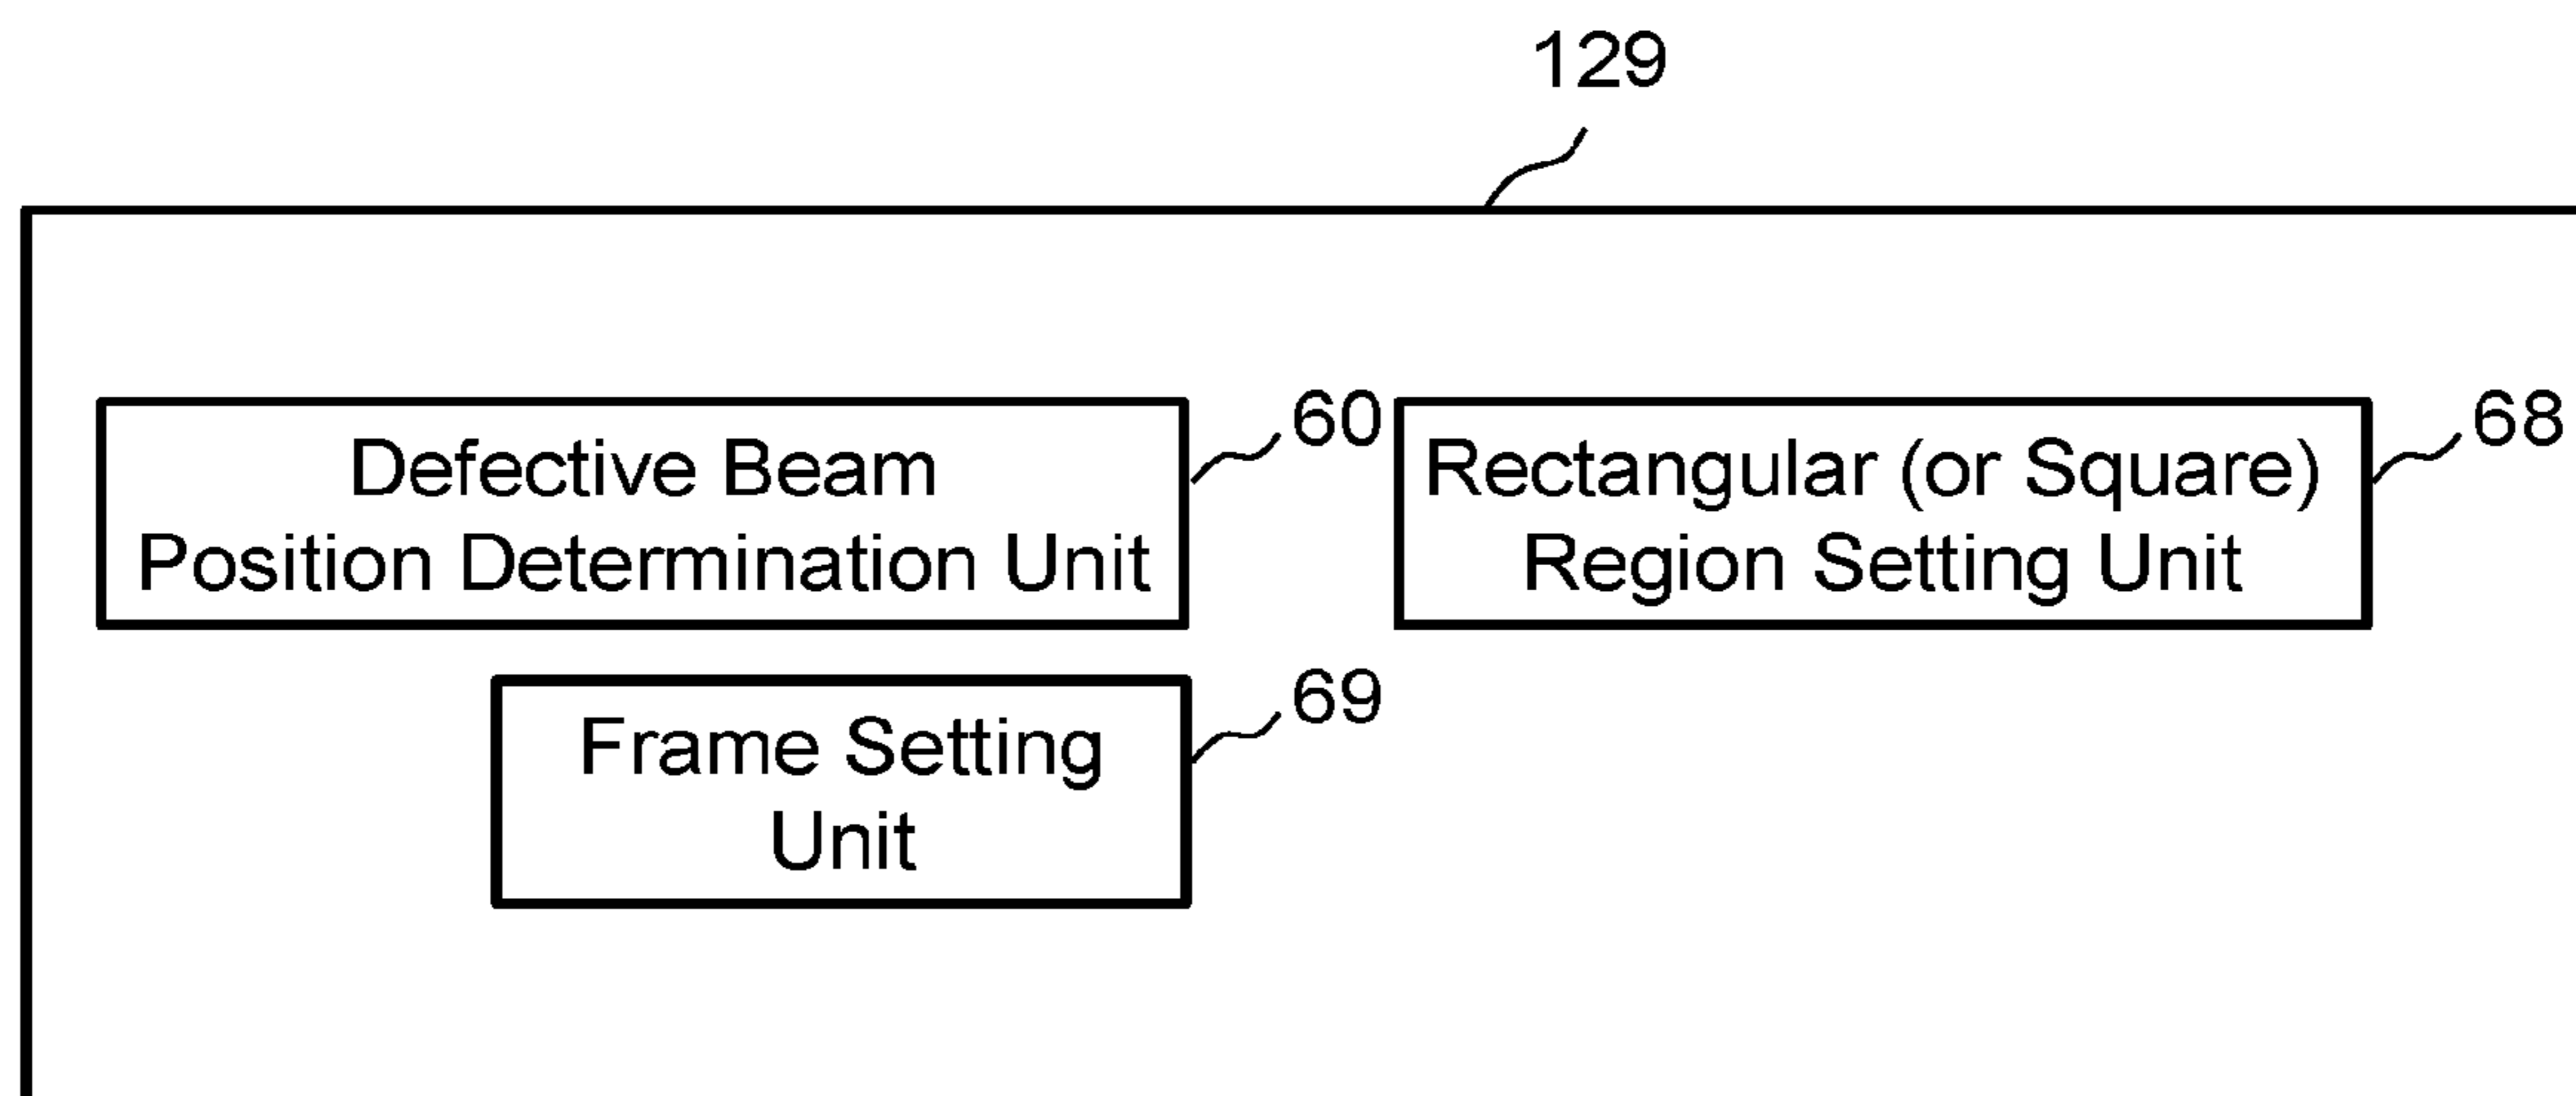 129
Defective Beam
Position Determination Unit
60
Rectangular (or Square)
Region Setting Unit
68
Frame Setting
Unit
69